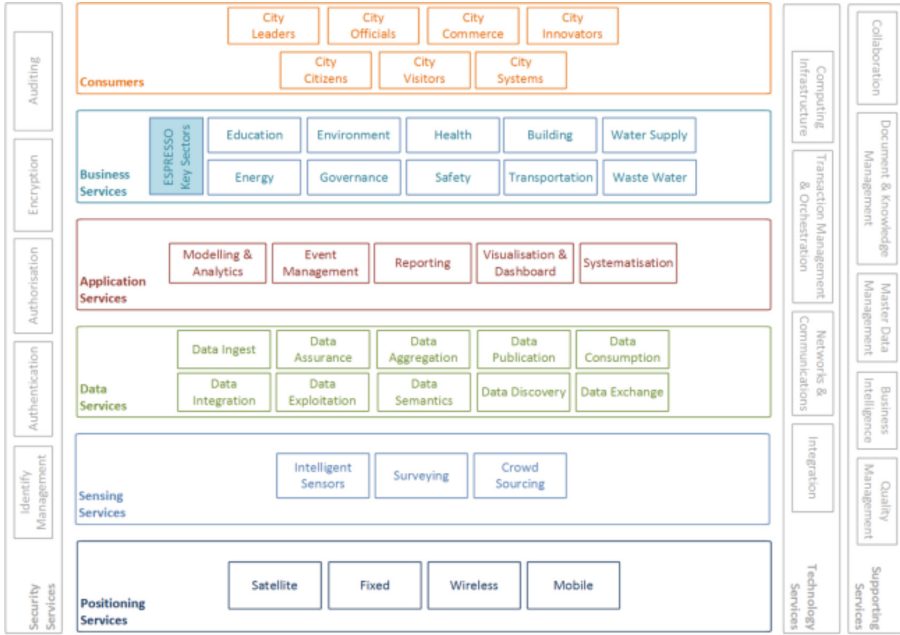 City
Leaders
City
Officials
City
Commerce
City
Innovators
City
Citizens
City
Visitors
City
Systems
Consumers
ESPRESSO
Key Sectors
Education
Environment
Health
Building
Water Supply
Energy
Governance
Safety
Transportation
Waste Water
Business
Services
Modelling &
Analytics
Event
Management
Reporting
Visualisation &
Dashboard
Systematisation
Application
Services
Data Ingest
Data
Assurance
Data
Aggregation
Data
Publication
Data
Consumption
Data
Integration
Data
Exploitation
Data
Semantics
Data Discovery
Data Exchange
Data
Services
Intelligent
Sensors
Surveying
Crowd
Sourcing
Sensing
Services
Satellite
Fixed
Wireless
Mobile
Positioning
Services
Auditing
Encryption
Authorisation
Authentication
Identify
Management
Security
Services
Computing
Infrastructure
Transaction Management
& Orchestration
Networks &
Communications
Integration
Technology
Services
Collaboration
Document & Knowledge
Management
Master Data
Management
Business
Intelligence
Quality
Management
Supporting
Services